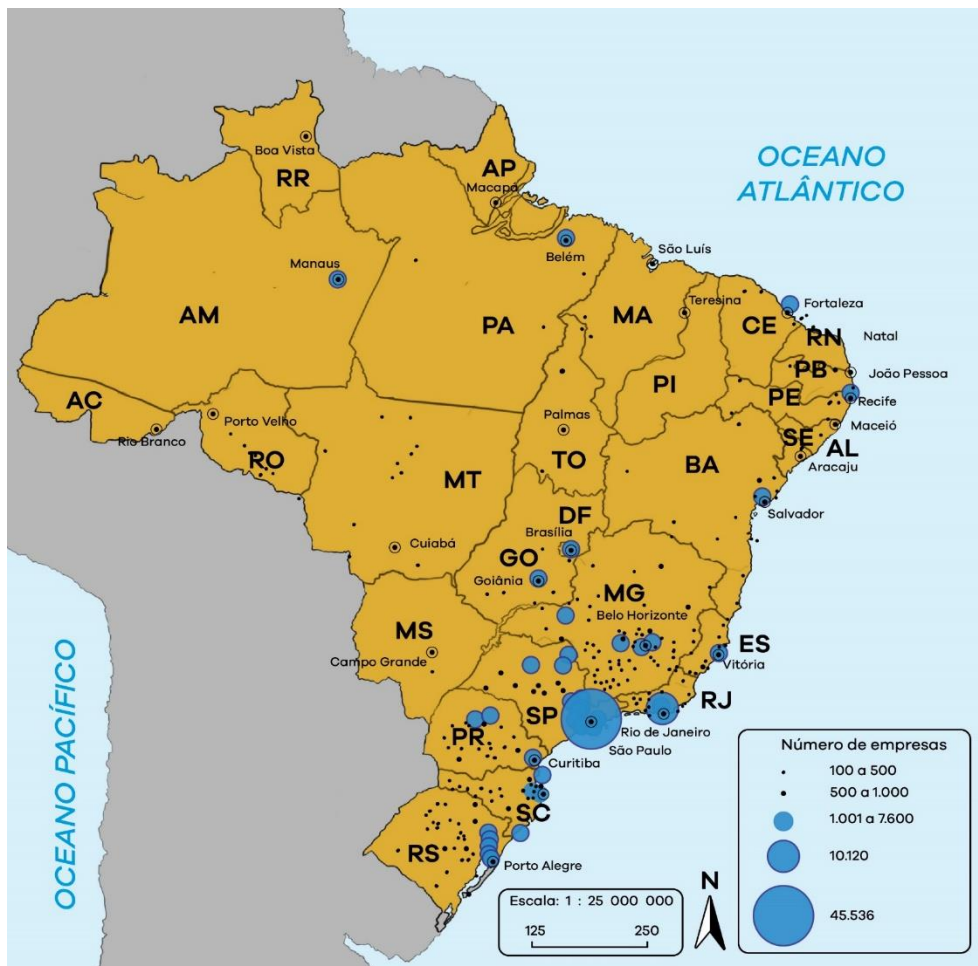 OCEANO
ATLÂNTICO
Boa Vista
RR
AP
Macapá
Belém
São Luís
Manaus
AM
PA
MA
Teresina
CE
Fortaleza
RN
Natal
PB
João Pessoa
PI
PE
Recife
AC
Porto Velho
Rio Branco
RO
Palmas
TO
SE
Maceió
AL
Aracaju
MT
BA
Salvador
DF
Brasília
Cuiabá
GO
Goiânia
MG
Belo Horizonte
MS
Campo Grande
ES
Vitória
RJ
SP
Rio de Janeiro
São Paulo
PR
Curitiba
SC
RS
Porto Alegre
OCEANO PACÍFICO
Número de empresas
100 a 500
500 a 1.000
1.001 a 7.600
10.120
45.536
N
Escala: 1 : 25 000 000
125 250